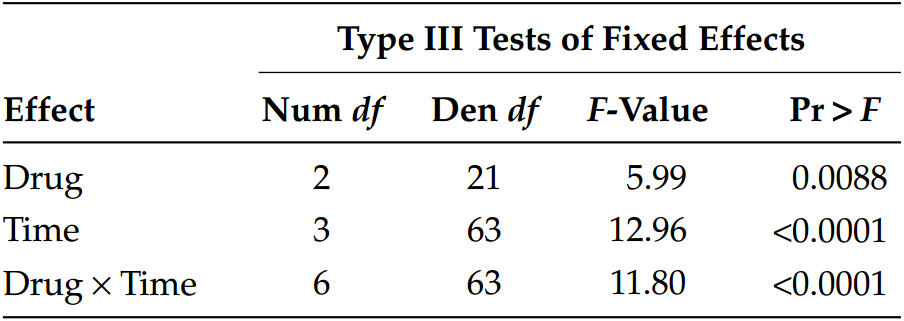 Type III Tests of Fixed Effects
Effect Num df Den df F-Value Pr > F
Drug 2 21 5.99 0.0088
Time 3 63 12.96 <0.0001
Drug × Time 6 63 11.80 <0.0001